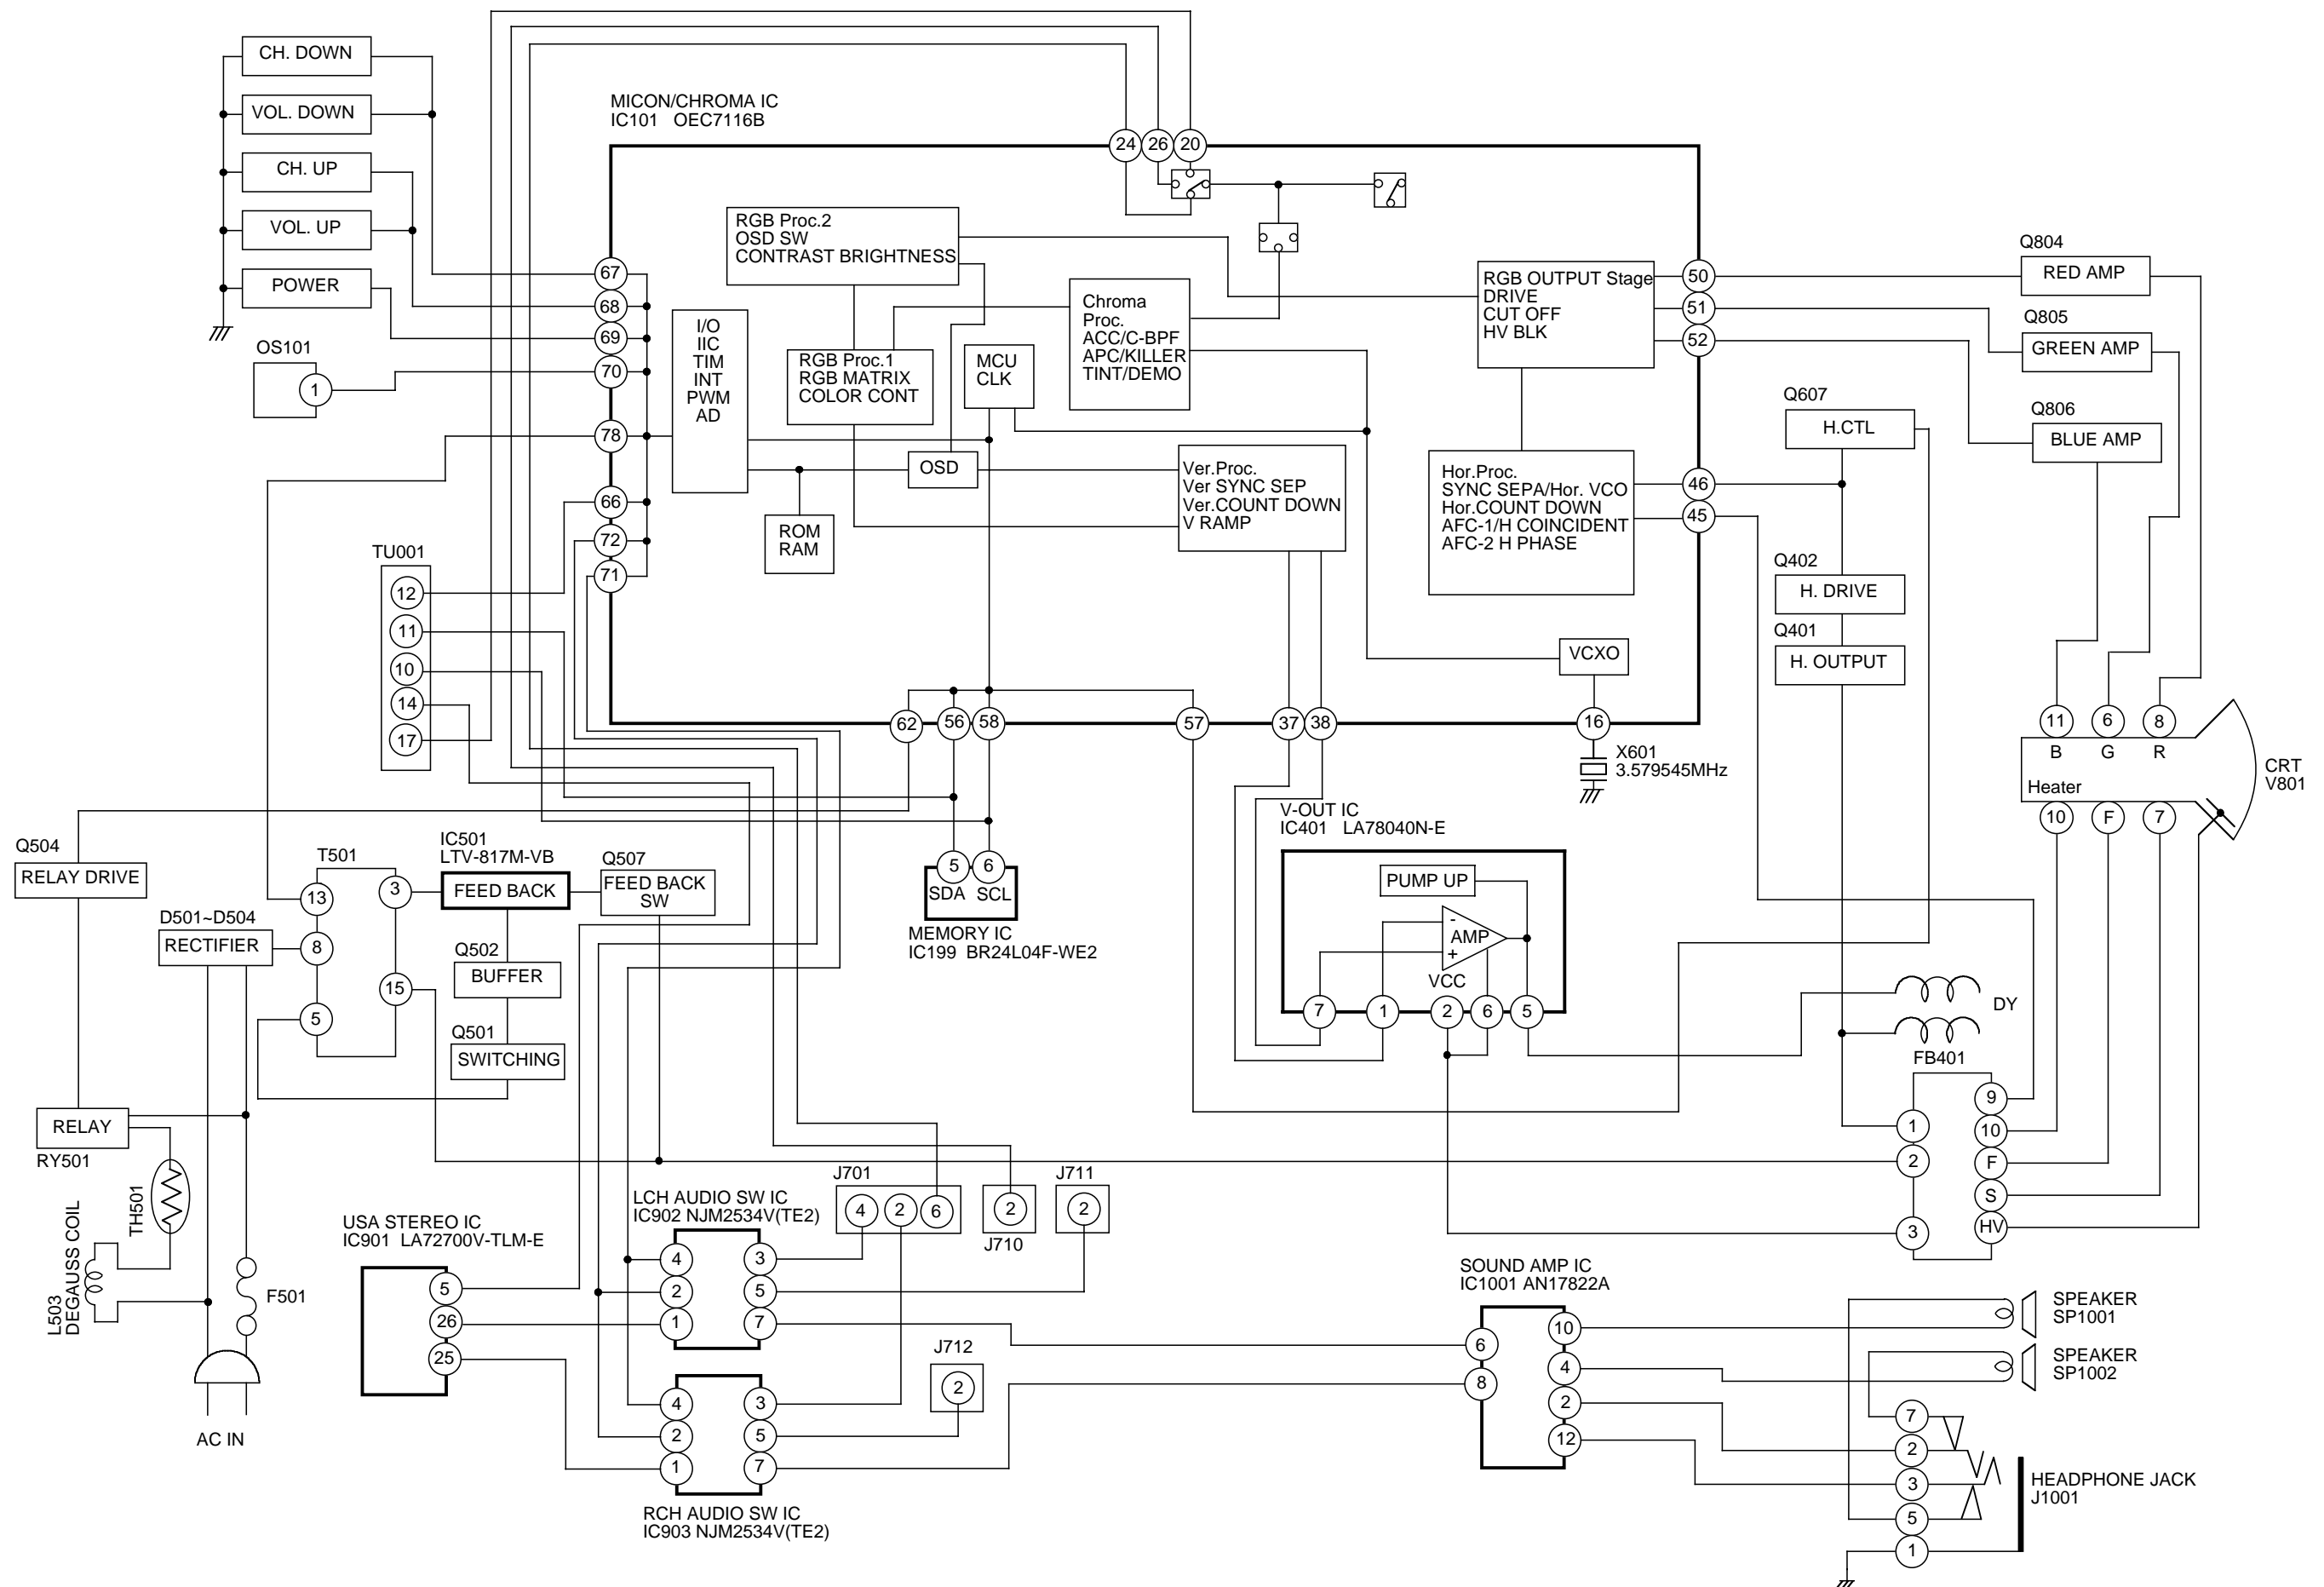 CH. DOWN
VOL. DOWN
CH. UP
VOL. UP
POWER
OS101
1
MICON/CHROMA IC
IC101 OEC7116B
24 26 20
RGB Proc.2
OSD SW
CONTRAST BRIGHTNESS
67
68
69
70
78
66
72
71
I/O
IIC
TIM
INT
PWM
AD
RGB Proc.1
RGB MATRIX
COLOR CONT
MCU
CLK
Chroma
Proc.
ACC/C-BPF
APC/KILLER
TINT/DEMO
OSD
ROM
RAM
Ver.Proc.
Ver SYNC SEP
Ver.COUNT DOWN
V RAMP
RGB OUTPUT Stage
DRIVE
CUT OFF
HV BLK
Hor.Proc.
SYNC SEPA/Hor. VCO
Hor.COUNT DOWN
AFC-1/H COINCIDENT
AFC-2 H PHASE
VCXO
50
51
52
46
45
62 56 58 57 37 38 16
X601
3.579545MHz
Q804
RED AMP
Q805
GREEN AMP
Q806
BLUE AMP
Q607
H.CTL
Q402
H. DRIVE
Q401
H. OUTPUT
11 6 8
B G R
Heater
10 F 7
CRT
V801
TU001
12
11
10
14
17
Q504
RELAY DRIVE
T501
13
8
5
3
15
IC501
LTV-817M-VB
FEED BACK
Q507
FEED BACK
SW
D501~D504
RECTIFIER
Q502
BUFFER
Q501
SWITCHING
5 6
SDA SCL
MEMORY IC
IC199 BR24L04F-WE2
V-OUT IC
IC401 LA78040N-E
PUMP UP
-
AMP
+
VCC
7 1 2 6 5
DY
FB401
1
2
3
9
10
F
S
HV
RELAY
RY501
TH501
L503
DEGAUSS COIL
F501
AC IN
USA STEREO IC
IC901 LA72700V-TLM-E
5
26
25
LCH AUDIO SW IC
IC902 NJM2534V(TE2)
4 3
2 5
1 7
J701
4 2 6
2
J710
J711
2
J712
2
4 3
2 5
1 7
RCH AUDIO SW IC
IC903 NJM2534V(TE2)
SOUND AMP IC
IC1001 AN17822A
6
8
10
4
2
12
SPEAKER
SP1001
SPEAKER
SP1002
7
2
3
5
1
HEADPHONE JACK
J1001